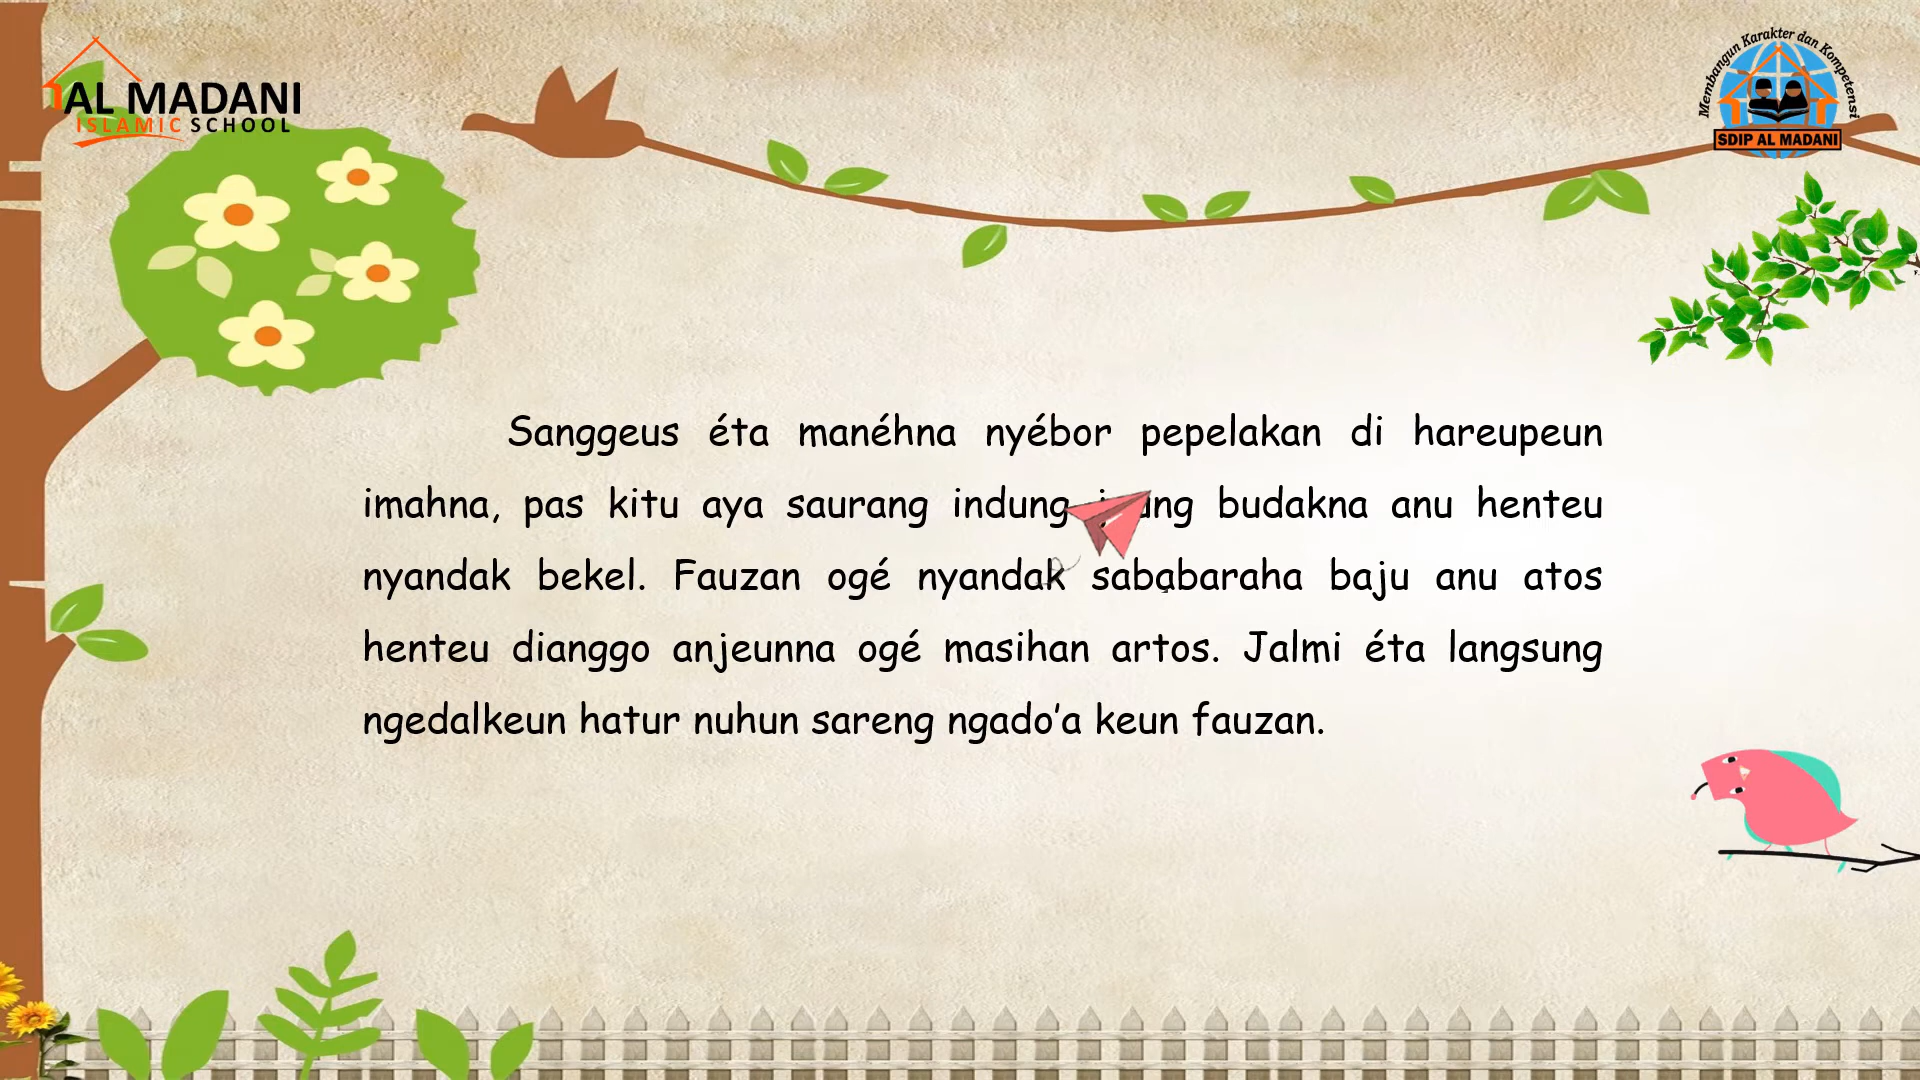 AL MADANI
ISLAMIC SCHOOL
Membangun Karakter dan Kompetensi
SDIP AL MADANI
Sanggeus éta manéhna nyébor pepelakan di hareupeun
imahna, pas kitu aya saurang indung budakna anu henteu
nyandak bekel. Fauzan ogé nyandak sababaraha baju anu atos
henteu dianggo anjeunna ogé masihan artos. Jalmi éta langsung
ngedalkeun hatur nuhun sareng ngado’a keun fauzan.